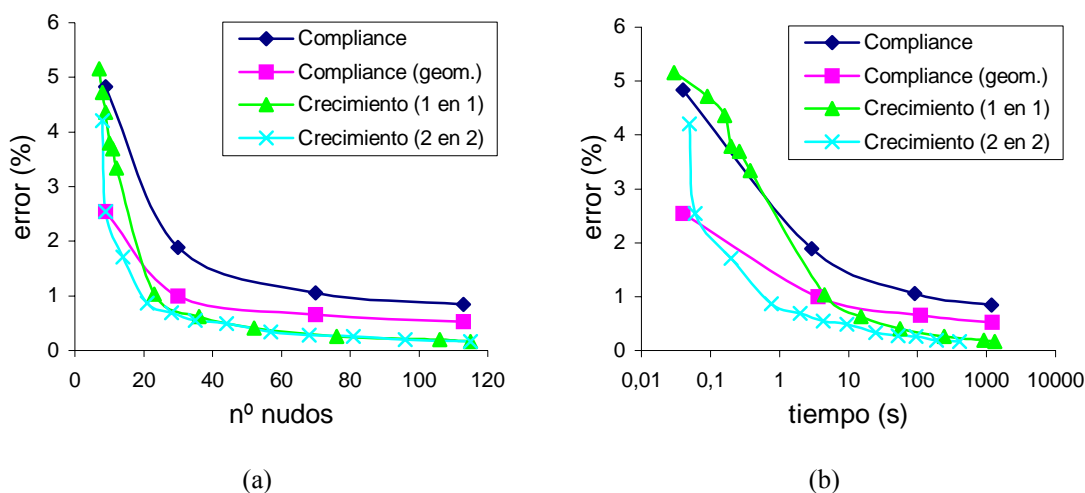 6
5
4
3
2
1
0
error (%)
Compliance
Compliance (geom.)
Crecimiento (1 en 1)
Crecimiento (2 en 2)
0 20 40 60 80 100 120
nº nudos
(a)
6
5
4
3
2
1
0
error (%)
Compliance
Compliance (geom.)
Crecimiento (1 en 1)
Crecimiento (2 en 2)
0,01 0,1 1 10 100 1000 10000
tiempo (s)
(b)